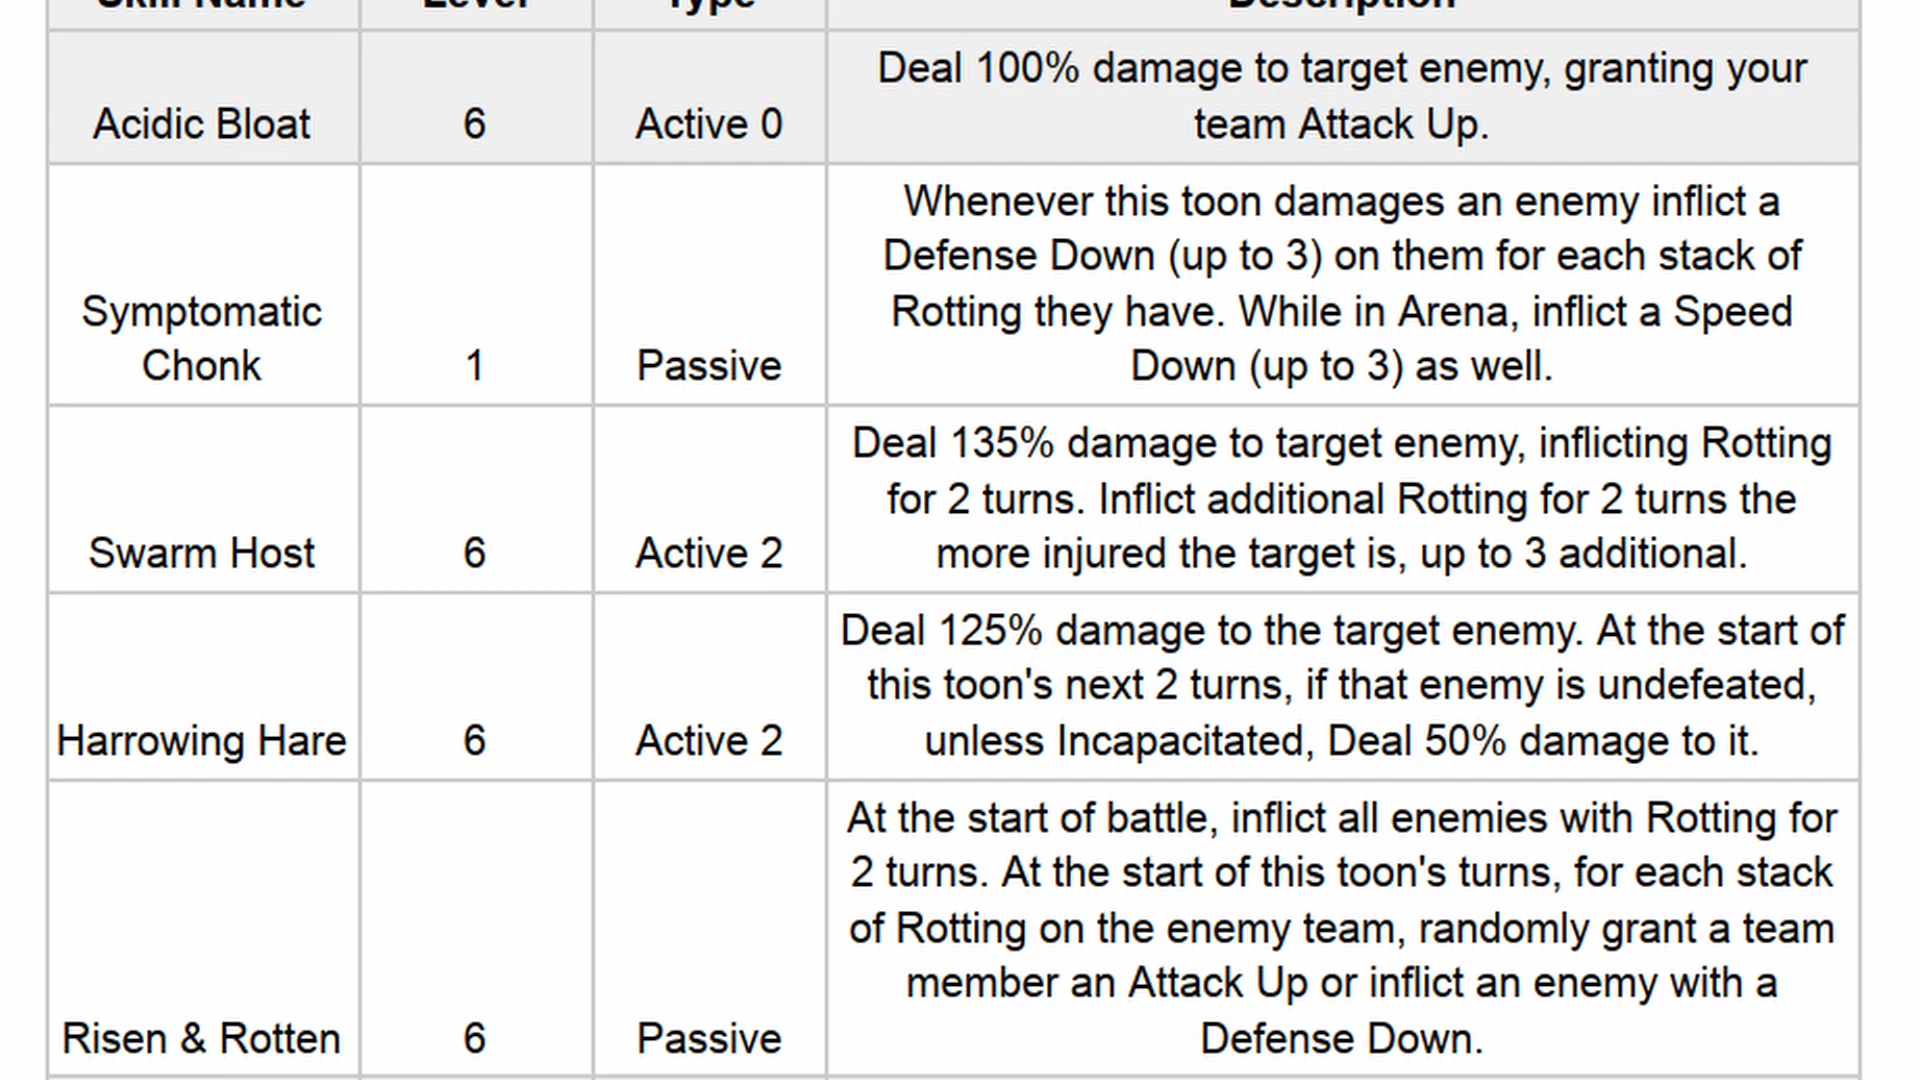 Skill Name Level Type Description
Deal 100% damage to target enemy, granting your
Acidic Bloat 6 Active 0 team Attack Up.
Whenever this toon damages an enemy inflict a
Defense Down (up to 3) on them for each stack of
Symptomatic Rotting they have. While in Arena, inflict a Speed
Chonk 1 Passive Down (up to 3) as well.
Deal 135% damage to target enemy, inflicting Rotting
for 2 turns. Inflict additional Rotting for 2 turns the
Swarm Host 6 Active 2 more injured the target is, up to 3 additional.
Deal 125% damage to the target enemy. At the start of
this toon's next 2 turns, if that enemy is undefeated,
Harrowing Hare 6 Active 2 unless Incapacitated, Deal 50% damage to it.
At the start of battle, inflict all enemies with Rotting for
2 turns. At the start of this toon's turns, for each stack
of Rotting on the enemy team, randomly grant a team
member an Attack Up or inflict an enemy with a
Risen & Rotten 6 Passive Defense Down.